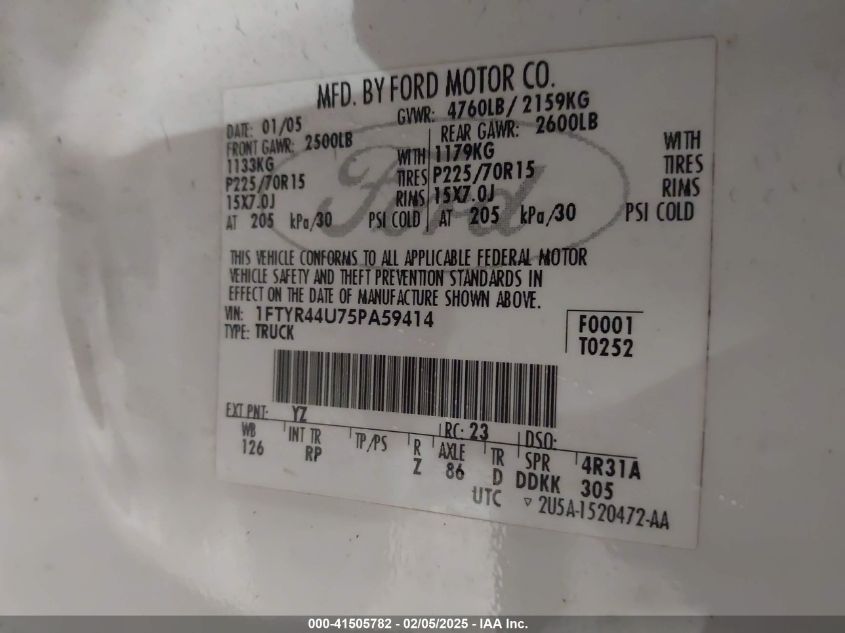 MFD. BY FORD MOTOR CO.
DATE: 01/05 GVWR: 4760LB/ 2159KG
FRONT GAWR: 2500LB REAR GAWR: 2600LB
1133KG WITH 1179KG WITH
P225/70R15 TIRES P225/70R15 TIRES
15X7.0J RIMS 15X7.0J RIMS
AT 205 kPa/30 PSI COLD AT 205 kPa/30 PSI COLD
Ford
THIS VEHICLE CONFORMS TO ALL APPLICABLE FEDERAL MOTOR
VEHICLE SAFETY AND THEFT PREVENTION STANDARDS IN
EFFECT ON THE DATE OF MANUFACTURE SHOWN ABOVE.
VIN: 1FTYR44U75PA59414 F0001
TYPE: TRUCK T0252
EXT PNT: YZ RC: 23 DSO:
WB INT TR TP/PS R AXLE TR SPR 4R31A
126 RP Z 86 D DDKK 305
UTC ▽ 2U5A-1520472-AA
000-41505782 - 02/05/2025 - IAA Inc.